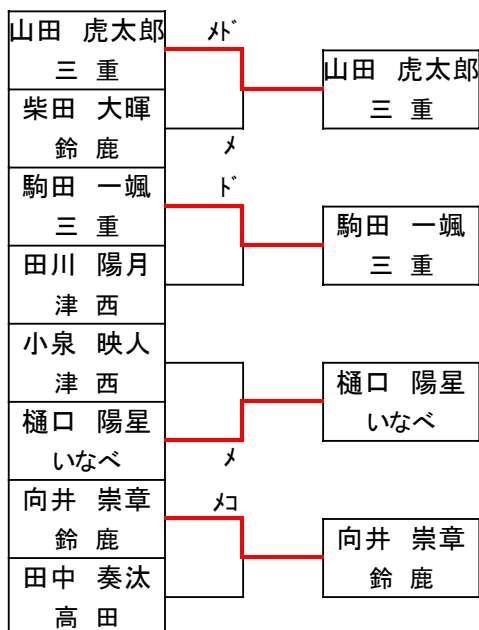 山田 虎太郎
三 重
ﾒﾄﾞ
柴田 大暉
鈴 鹿
ﾒ
山田 虎太郎
三 重
駒田 一颯
三 重
ﾄﾞ
田川 陽月
津 西
駒田 一颯
三 重
小泉 映人
津 西
樋口 陽星
いなべ
ﾒ
樋口 陽星
いなべ
向井 崇章
鈴 鹿
ﾒｺ
田中 奏汰
高 田
向井 崇章
鈴 鹿